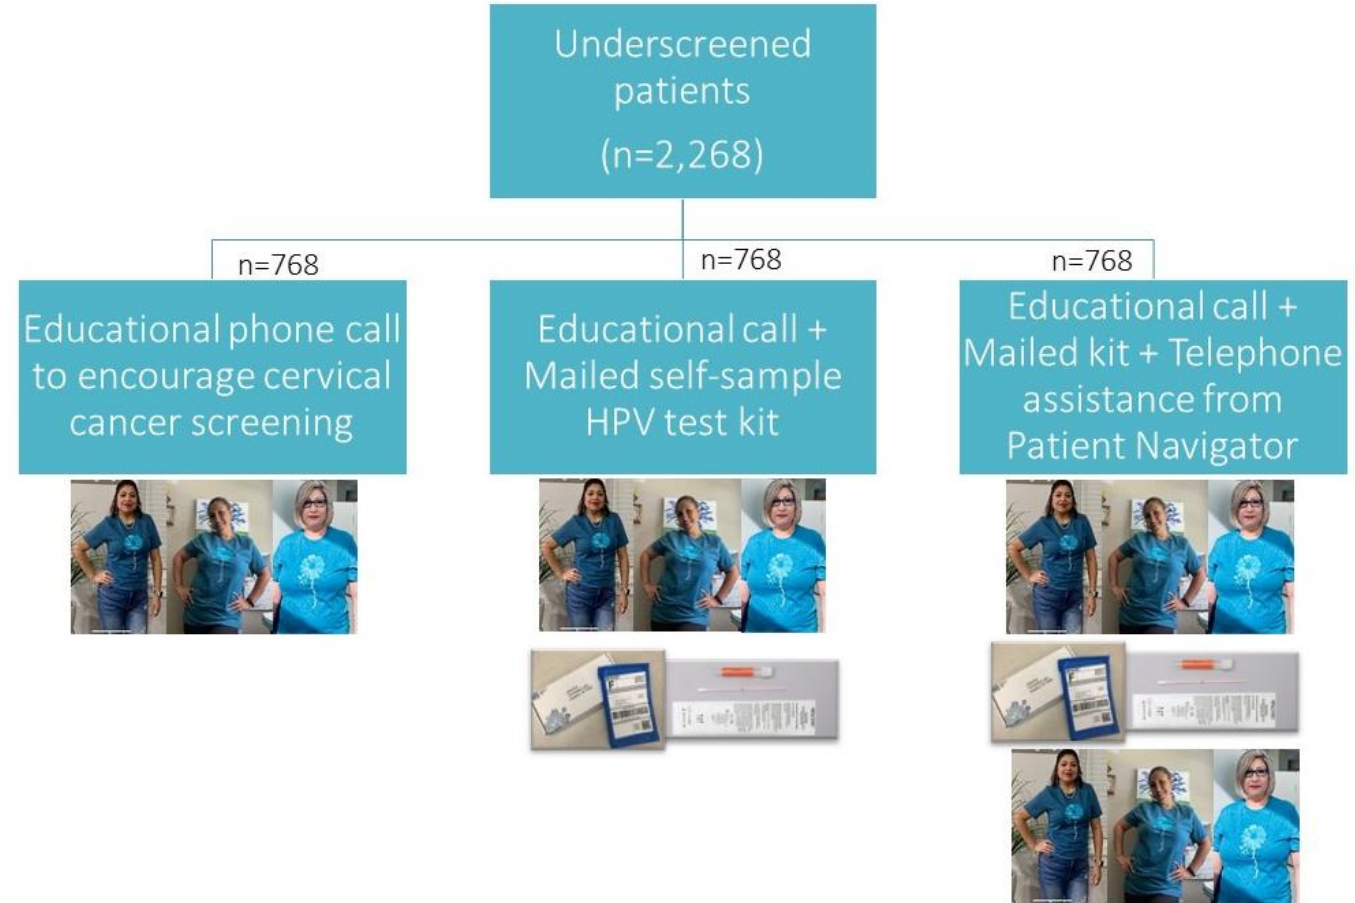 Underscreened
patients
(n=2,268)
n=768
n=768
n=768
Educational phone call
to encourage cervical
cancer screening
Educational call +
Mailed self-sample
HPV test kit
Educational call +
Mailed kit + Telephone
assistance from
Patient Navigator